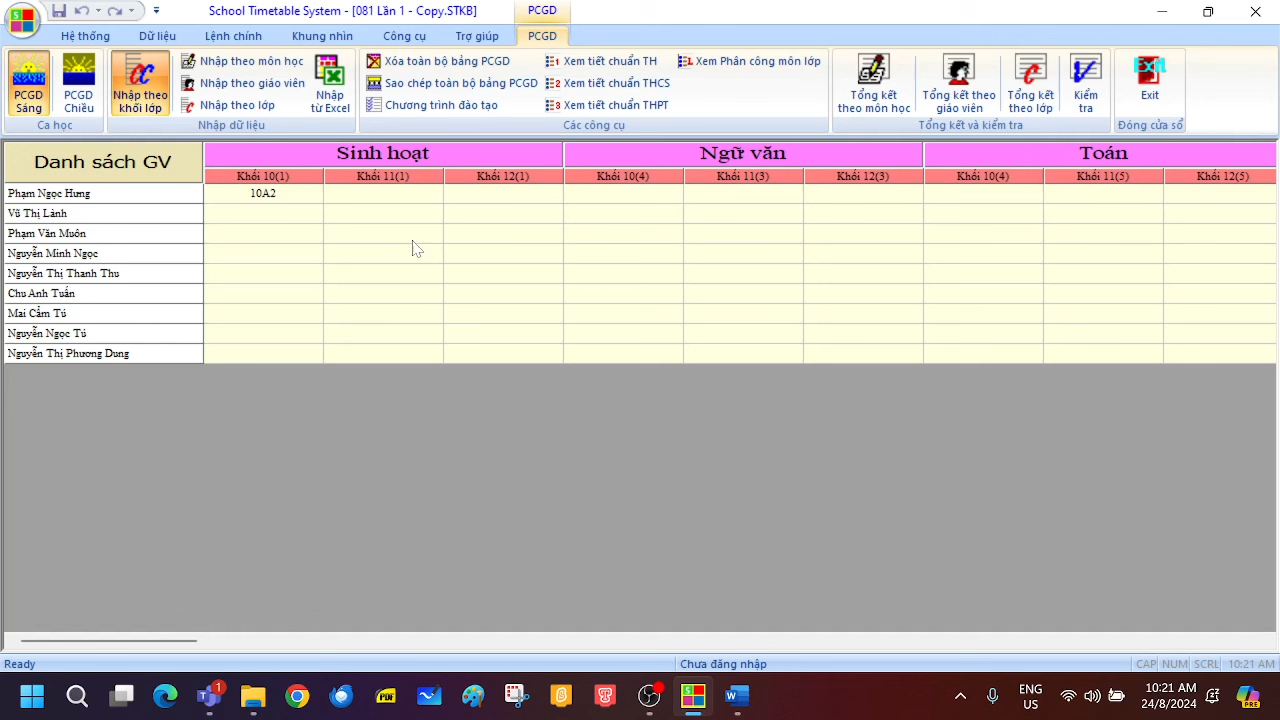 School Timetable System - [081 Lần 1 - Copy.STKB]
PCGD
Hệ thống Dữ liệu Lệnh chính Khung nhìn Công cụ Trợ giúp PCGD
PCGD Sáng
PCGD Chiều
Ca học
Nhập theo khối lớp
Nhập theo môn học
Nhập theo giáo viên
Nhập theo lớp
Nhập từ Excel
Nhập dữ liệu
Xóa toàn bộ bảng PCGD
Sao chép toàn bộ bảng PCGD
Chương trình đào tạo
Xem tiết chuẩn TH
Xem tiết chuẩn THCS
Xem tiết chuẩn THPT
Xem Phân công môn lớp
Các công cụ
Tổng kết theo môn học
Tổng kết theo giáo viên
Tổng kết theo lớp
Kiểm tra
Tổng kết và kiểm tra
EXIT
Exit
Đóng cửa sổ
Danh sách GV Sinh hoạt Ngữ văn Toán
Khối 10(1) Khối 11(1) Khối 12(1) Khối 10(4) Khối 11(3) Khối 12(3) Khối 10(4) Khối 11(5) Khối 12(5)
Phạm Ngọc Hưng 10A2
Vũ Thị Lành
Phạm Văn Muộn
Nguyễn Minh Ngọc
Nguyễn Thị Thanh Thu
Chu Anh Tuấn
Mai Cẩm Tú
Nguyễn Ngọc Tú
Nguyễn Thị Phương Dung
Ready Chưa đăng nhập CAP NUM SCRL 10:21 AM
1
PDF
ENG
US
10:21 AM
24/8/2024
PRE